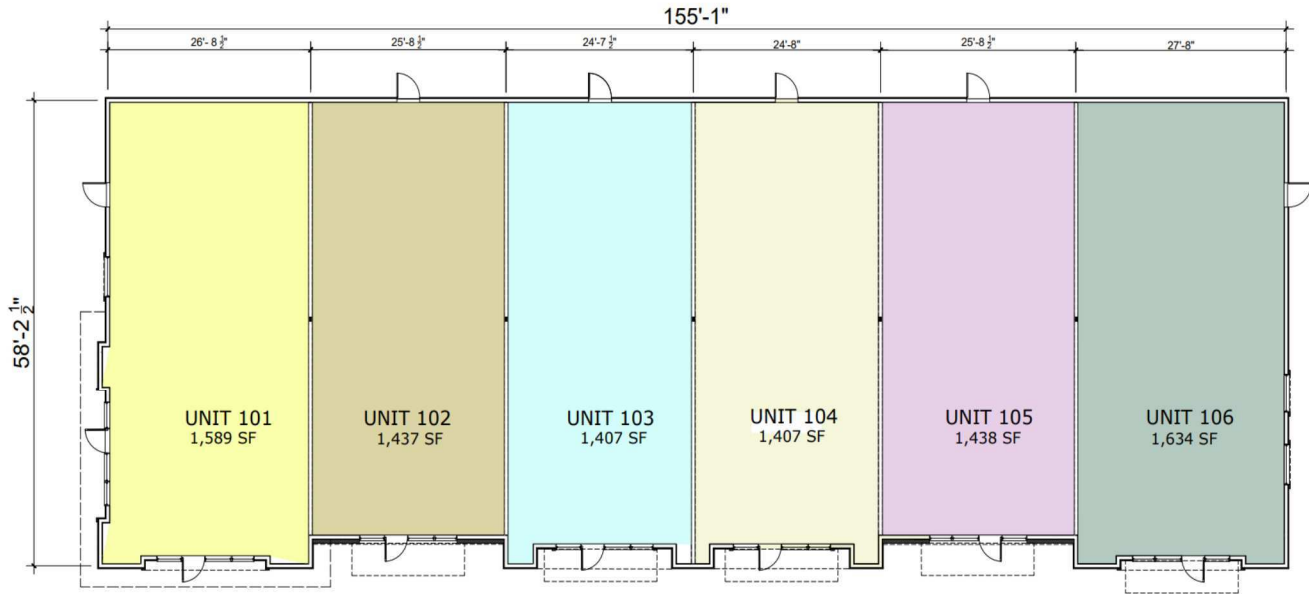 155'-1"
26'- 8 1/2"
25'-8 1/2"
24'-7 1/2"
24'-8"
25'-8 1/2"
27'-8"
58'-2 1/2"
UNIT 101
1,589 SF
UNIT 102
1,437 SF
UNIT 103
1,407 SF
UNIT 104
1,407 SF
UNIT 105
1,438 SF
UNIT 106
1,634 SF